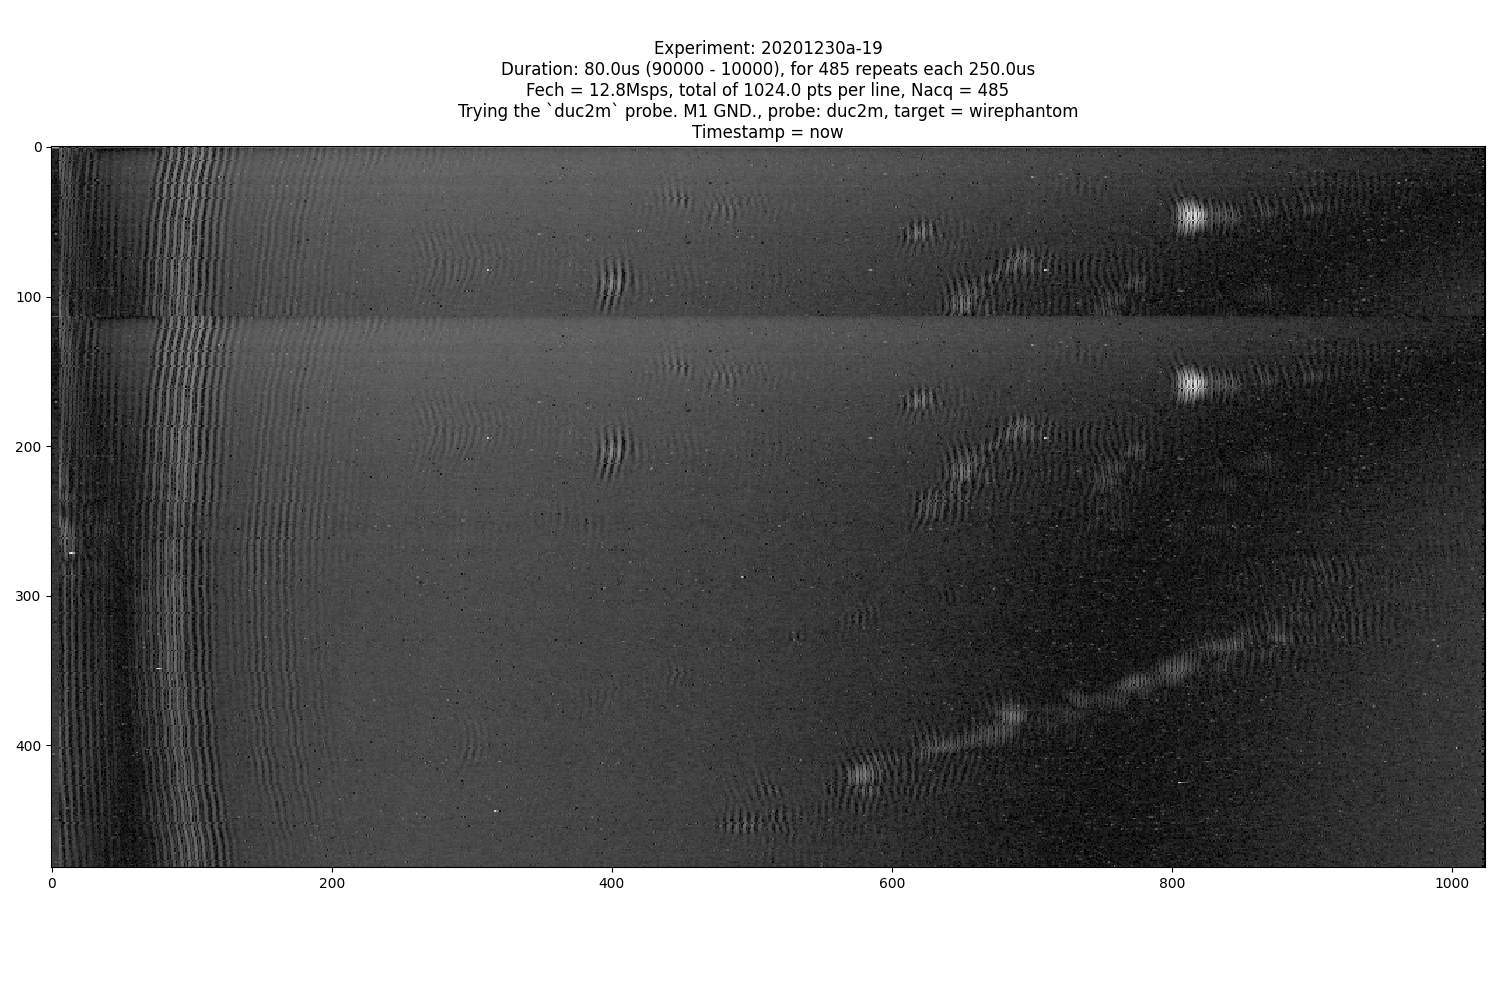 Experiment: 20201230a-19
Duration: 80.0us (90000 - 10000), for 485 repeats each 250.0us
Fech = 12.8Msps, total of 1024.0 pts per line, Nacq = 485
Trying the `duc2m` probe. M1 GND., probe: duc2m, target = wirephantom
Timestamp = now
0
100
200
300
400
0 200 400 600 800 1000